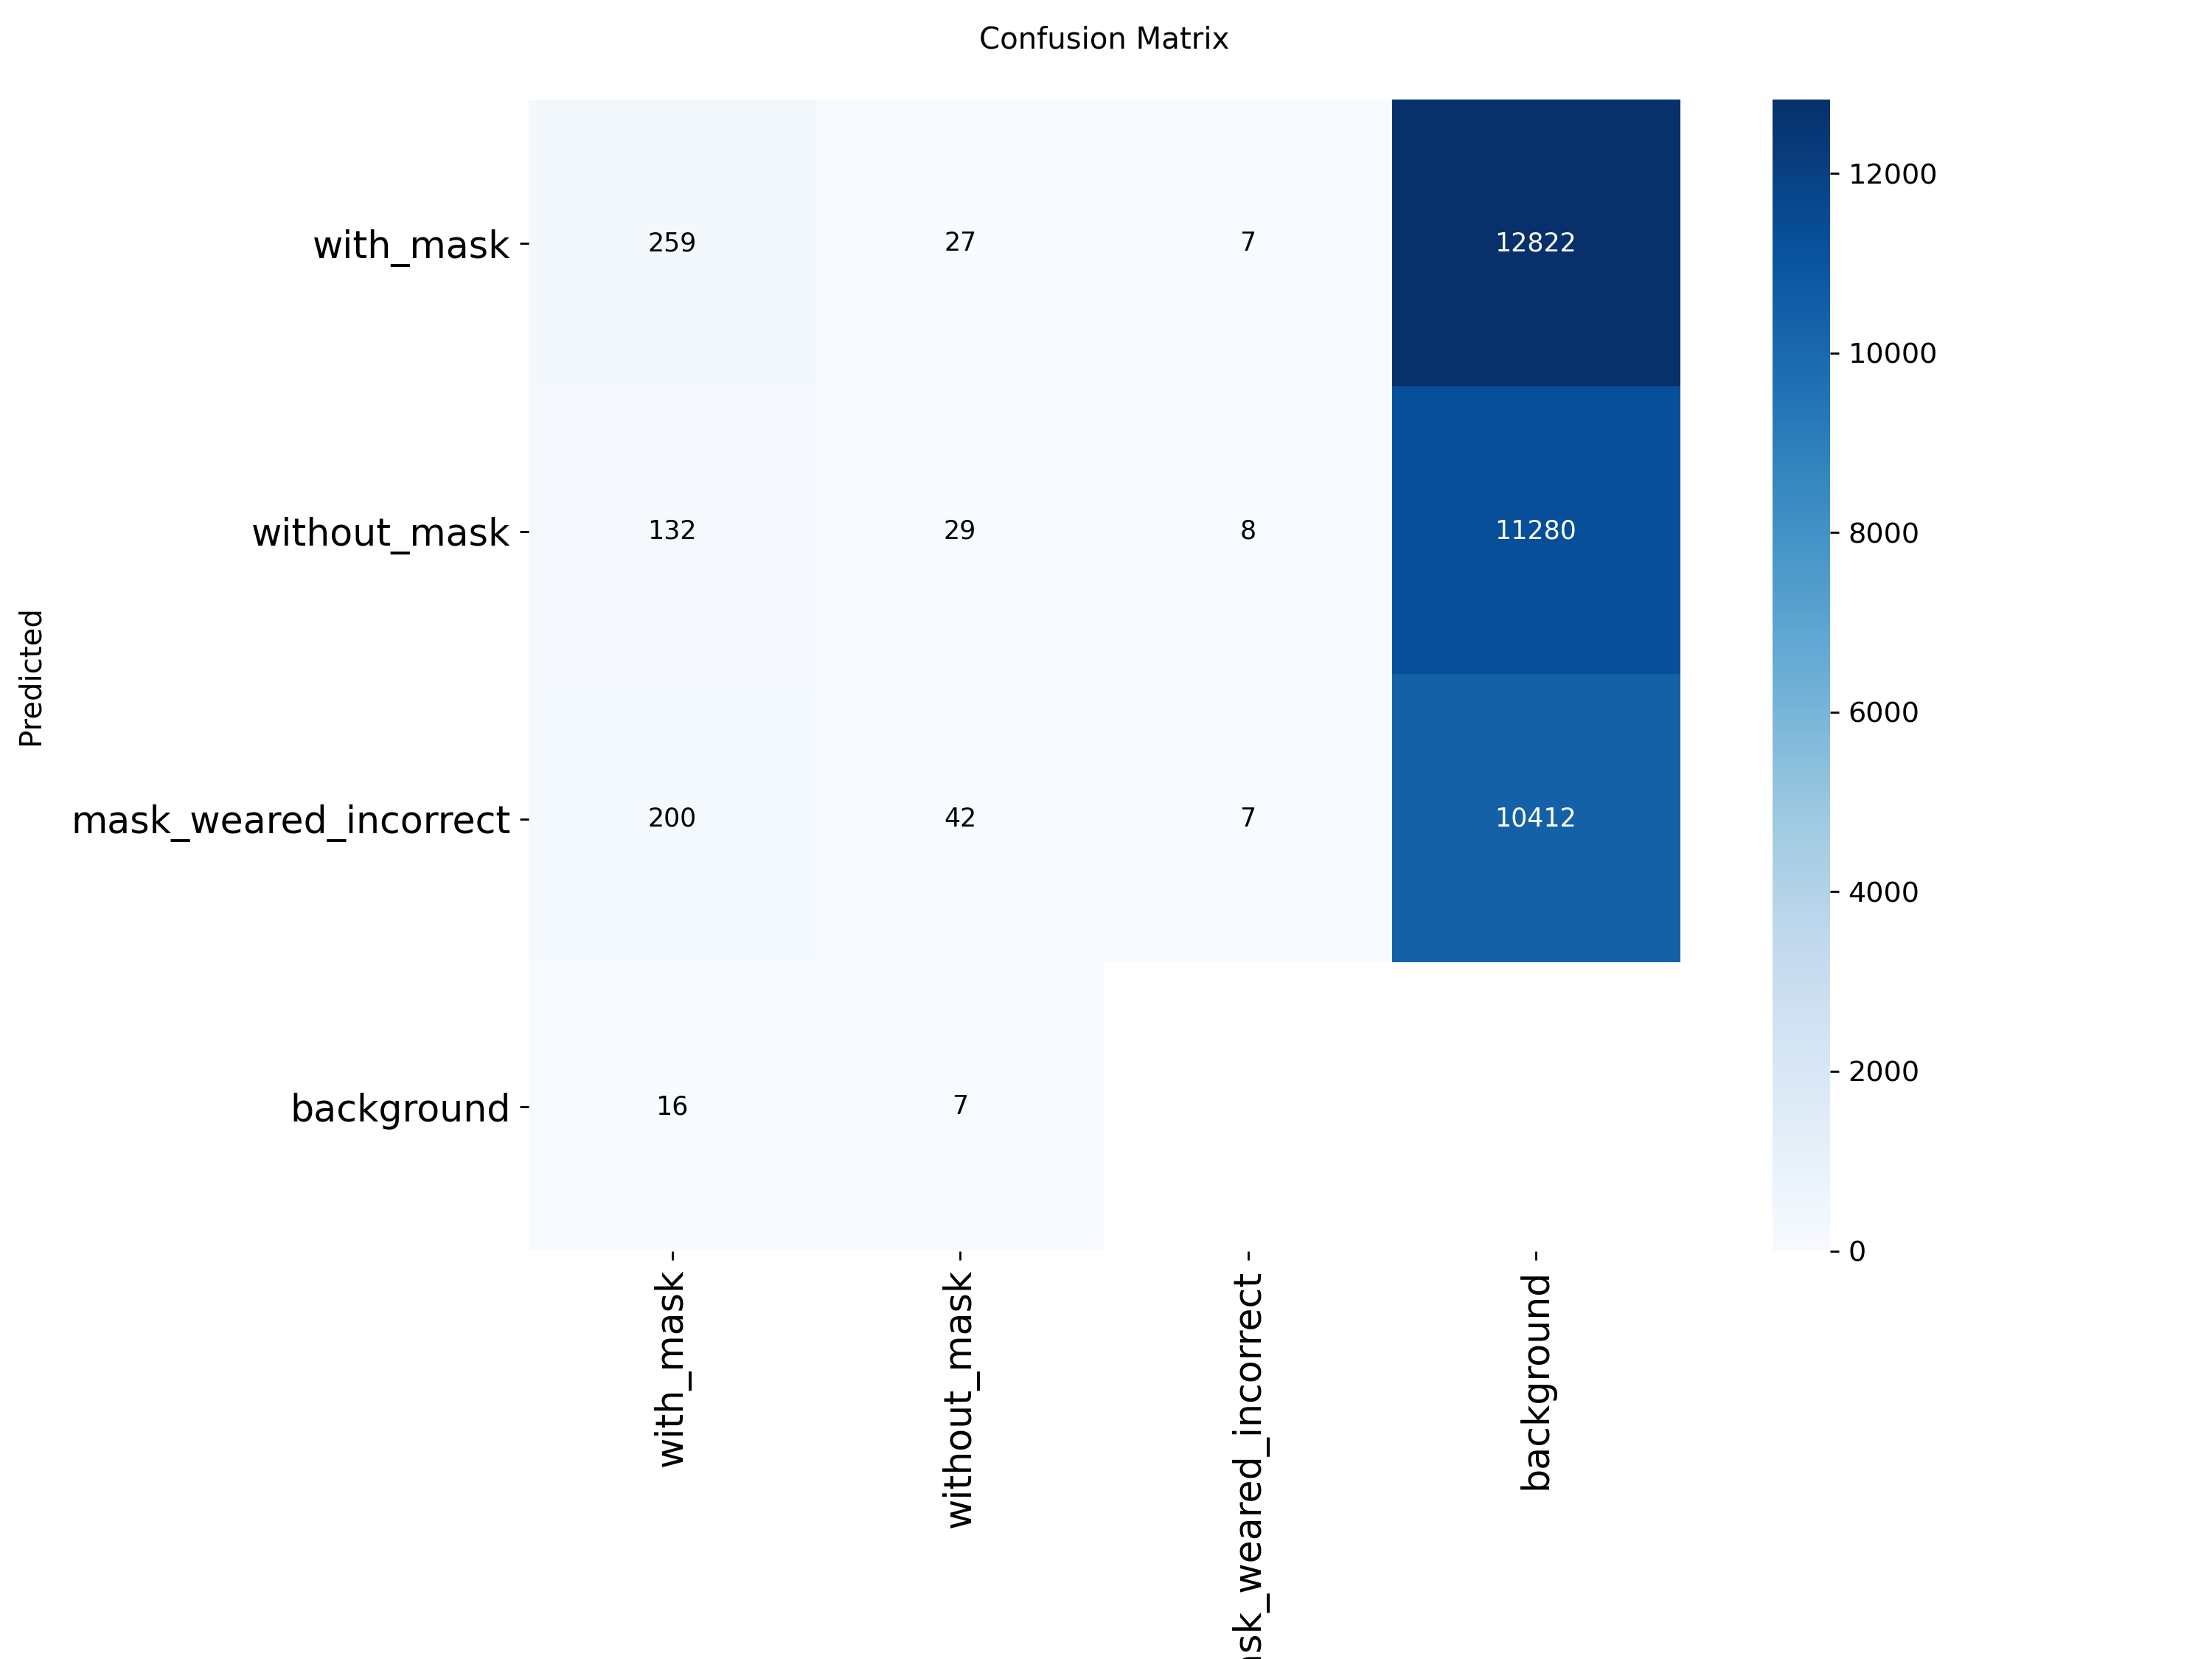 Confusion Matrix
with_mask
259 27 7 12822
without_mask
132 29 8 11280
mask_weared_incorrect
200 42 7 10412
background
16 7
Predicted
with_mask
without_mask
sk_weared_incorrect
background
12000
10000
8000
6000
4000
2000
0